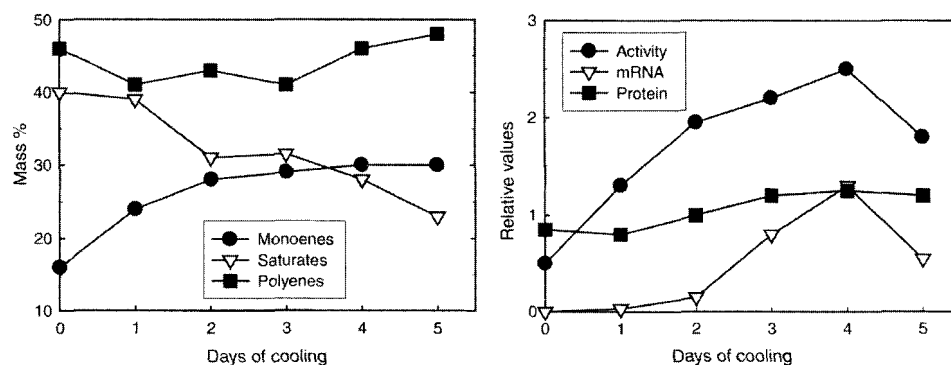 50
40
30
20
10
Mass %
Monoenes
Saturates
Polyenes
0 1 2 3 4 5
Days of cooling
3
2
1
0
Relative values
Activity
mRNA
Protein
0 1 2 3 4 5
Days of cooling